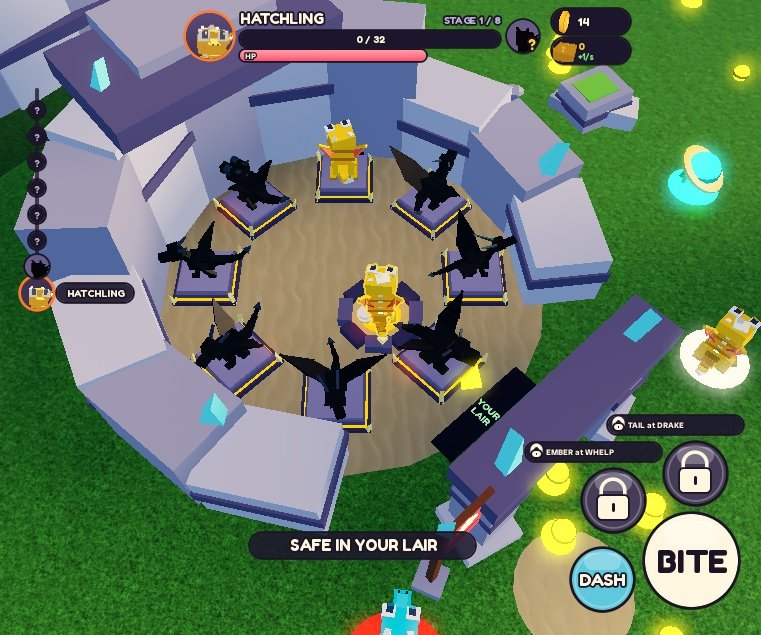 HATCHLING
STAGE 1 / 8
0 / 32
HP
?
14
0
+1/s
?
?
?
?
?
?
HATCHLING
YOUR
LAIR
TAIL at DRAKE
EMBER at WHELP
SAFE IN YOUR LAIR
BITE
DASH